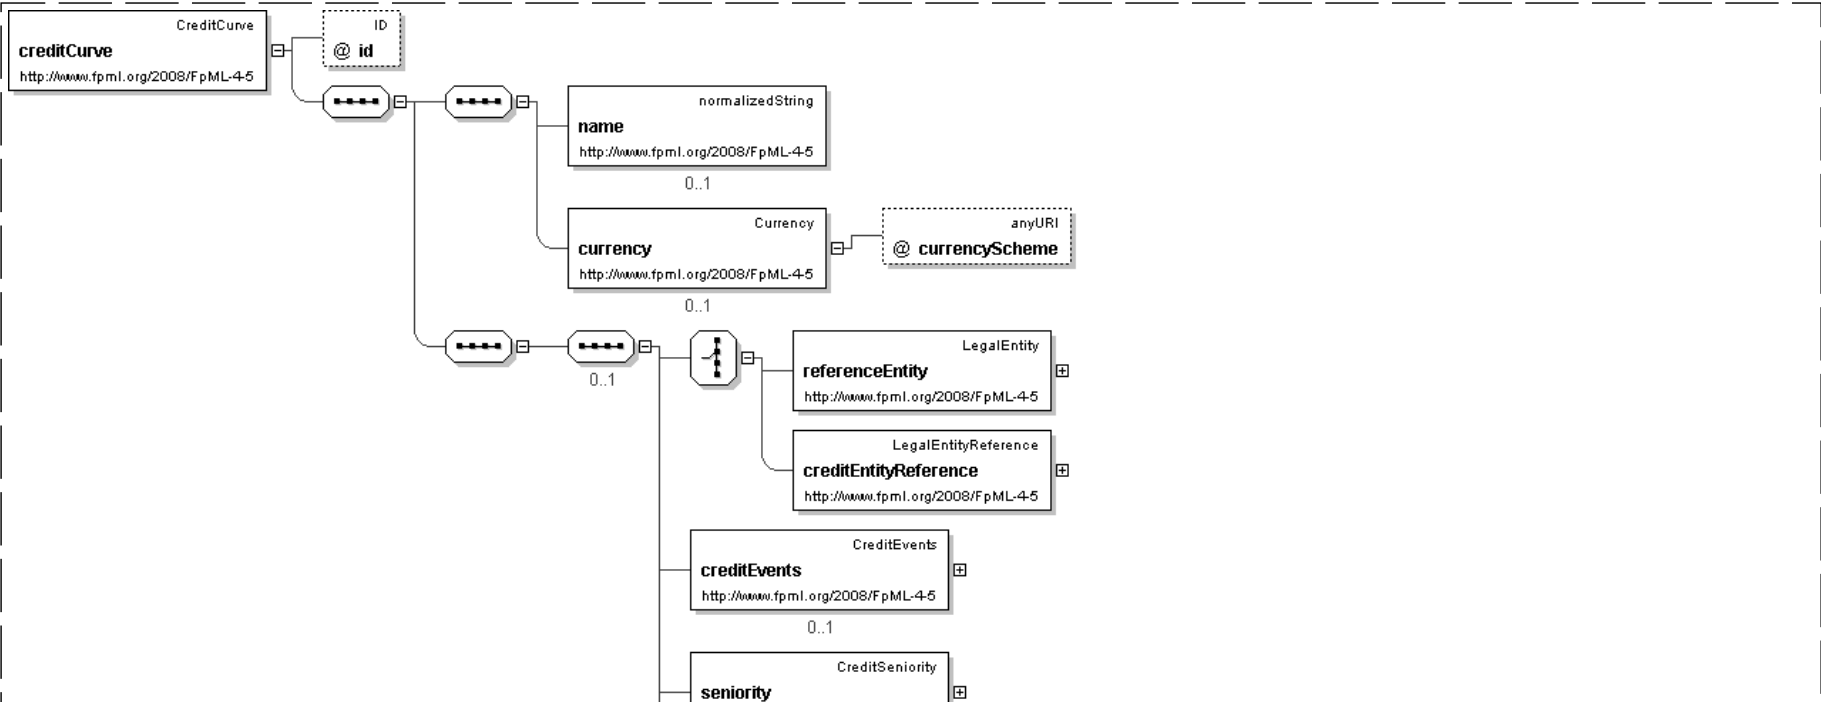 CreditCurve
creditCurve
http://www.fpml.org/2008/FpML-4-5
ID
@ id
normalizedString
name
http://www.fpml.org/2008/FpML-4-5
0..1
Currency
currency
http://www.fpml.org/2008/FpML-4-5
0..1
anyURI
@ currencyScheme
0..1
LegalEntity
referenceEntity
http://www.fpml.org/2008/FpML-4-5
LegalEntityReference
creditEntityReference
http://www.fpml.org/2008/FpML-4-5
CreditEvents
creditEvents
http://www.fpml.org/2008/FpML-4-5
0..1
CreditSeniority
seniority